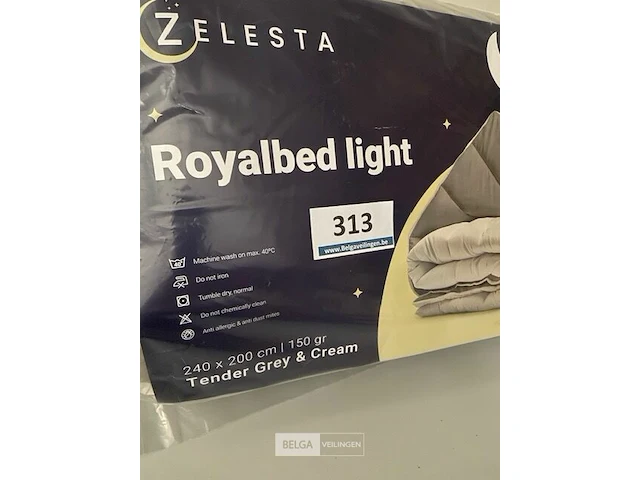 ZELESTA
Royalbed light
313
www.Belgaveilingen.be
40°
Machine wash on max. 40ºC
Do not iron
Tumble dry, normal
Do not chemically clean
Anti allergic & anti dust mites
240 x 200 cm | 150 gr
Tender Grey & Cream
BELGA VEILINGEN